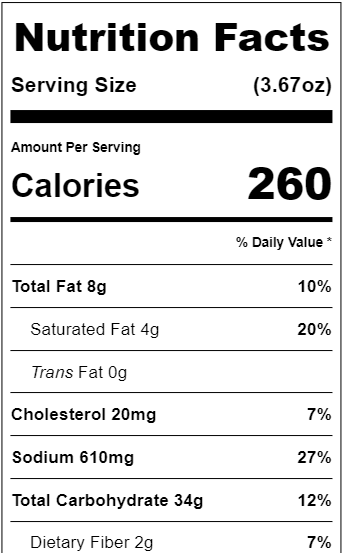 Nutrition Facts
Serving Size (3.67oz)
Amount Per Serving
Calories 260
% Daily Value *
Total Fat 8g 10%
Saturated Fat 4g 20%
Trans Fat 0g
Cholesterol 20mg 7%
Sodium 610mg 27%
Total Carbohydrate 34g 12%
Dietary Fiber 2g 7%